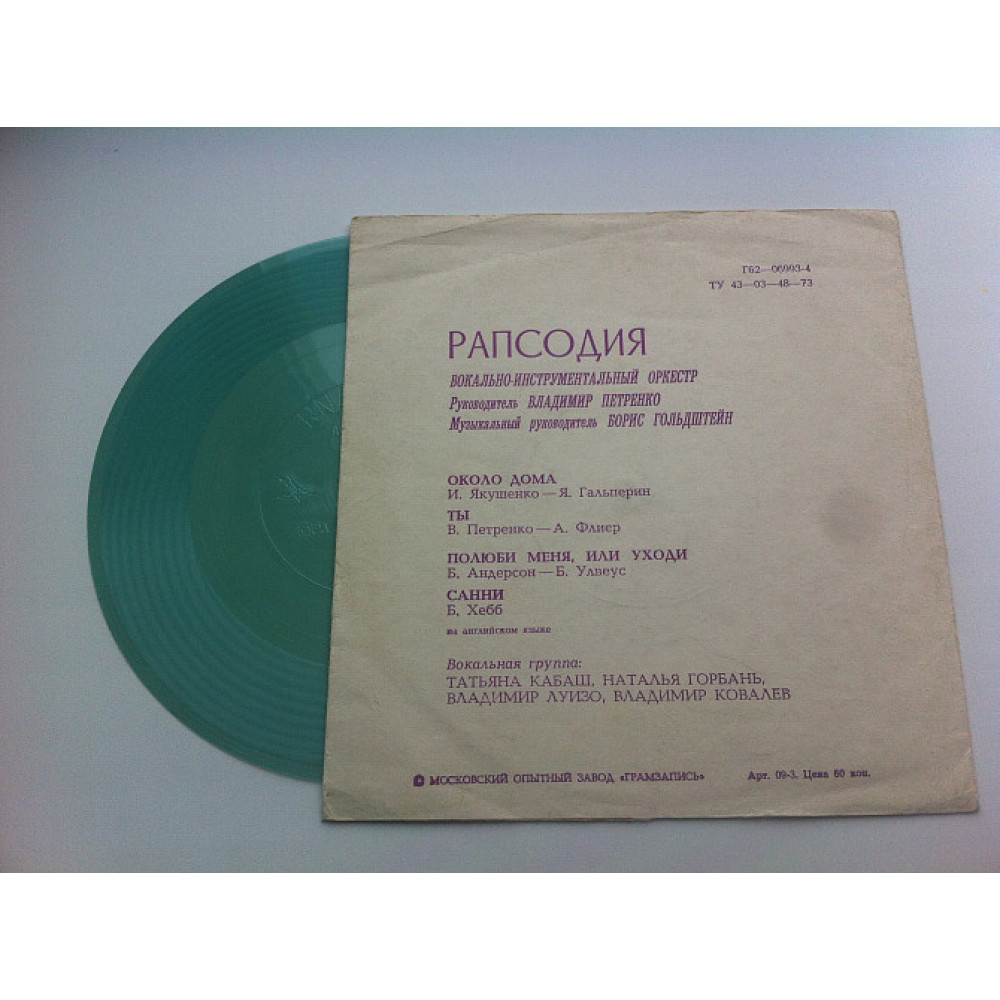 Г62—06993-4
ТУ 43—03—48—73
РАПСОДИЯ
ВОКАЛЬНО-ИНСТРУМЕНТАЛЬНЫЙ ОРКЕСТР
Руководитель ВЛАДИМИР ПЕТРЕНКО
Музыкальный руководитель БОРИС ГОЛЬДШТЕЙН
ОКОЛО ДОМА
И. Якушенко — Я. Гальперин
ТЫ
В. Петренко — А. Флиер
ПОЛЮБИ МЕНЯ, ИЛИ УХОДИ
Б. Андерсон — Б. Улвеус
САННИ
Б. Хебб
на английском языке
Вокальная группа:
ТАТЬЯНА КАБАШ, НАТАЛЬЯ ГОРБАНЬ,
ВЛАДИМИР ЛУИЗО, ВЛАДИМИР КОВАЛЕВ
МОСКОВСКИЙ ОПЫТНЫЙ ЗАВОД «ГРАМЗАПИСЬ»
Арт. 09-3. Цена 60 коп.